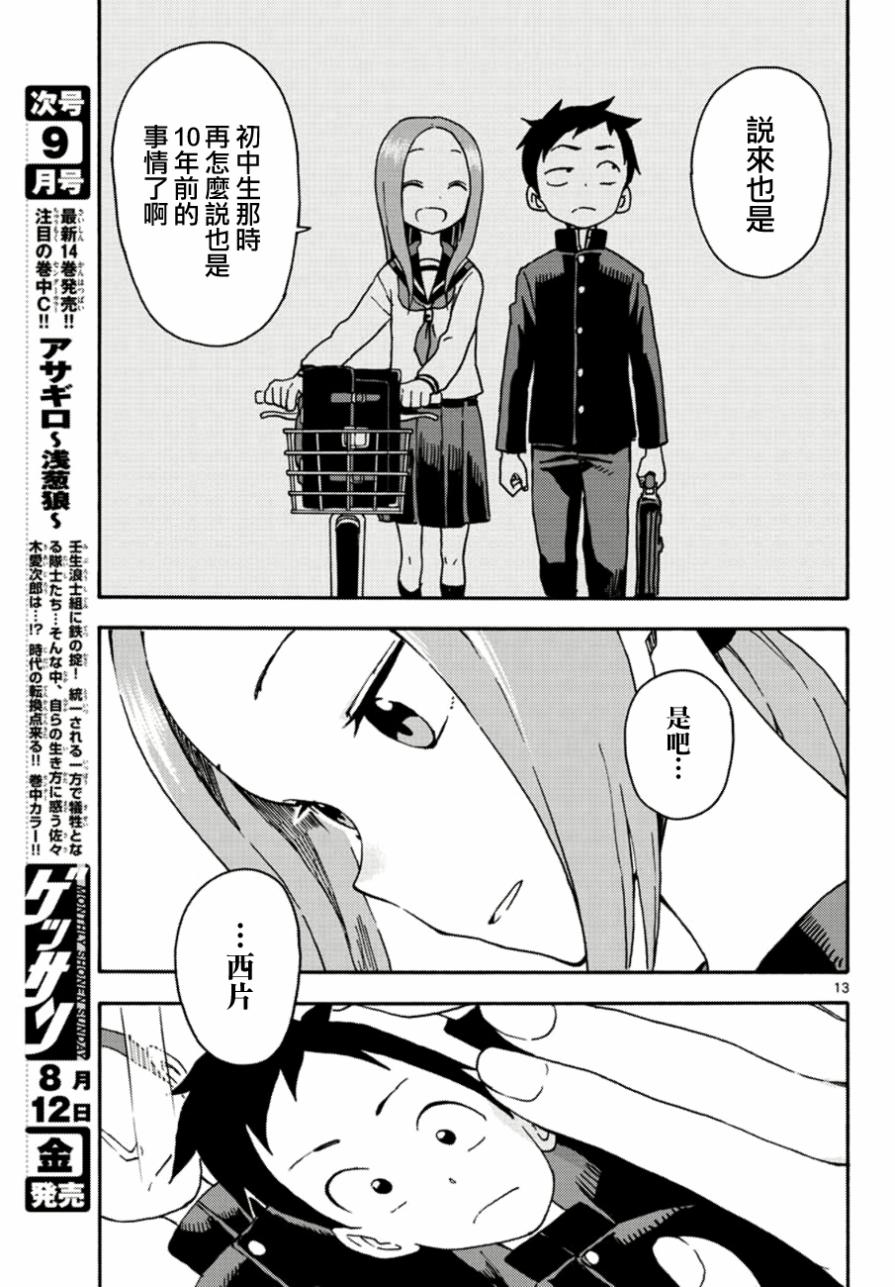 説來也是
初中生那時
再怎麼說也是
10年前的
事情了啊
是吧…
…西片
13
次号
9
月号
最新14巻発売!!
注目の巻中C!!
アサギロ~浅葱狼~
壬生浪士組に鉄の掟! 統一される一方で犠牲とな
る隊士たち…そんな中、自らの生き方に惑う佐々
木愛次郎は…!? 時代の転換点来る!! 巻中カラー!!
ゲッサン
MONTHLY SHONEN SUNDAY
8月
12日
金
発売